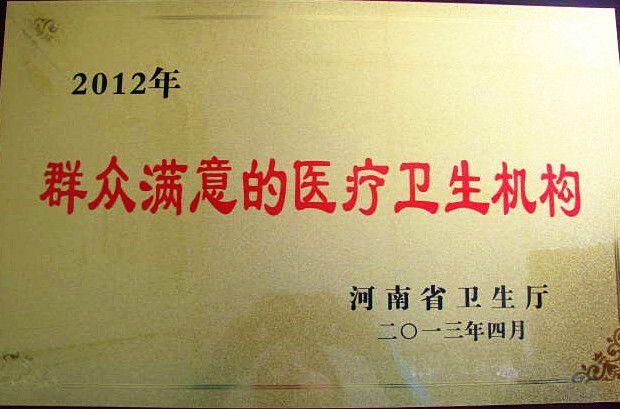 2012年
群众满意的医疗卫生机构
河南省卫生厅
二〇一三年四月